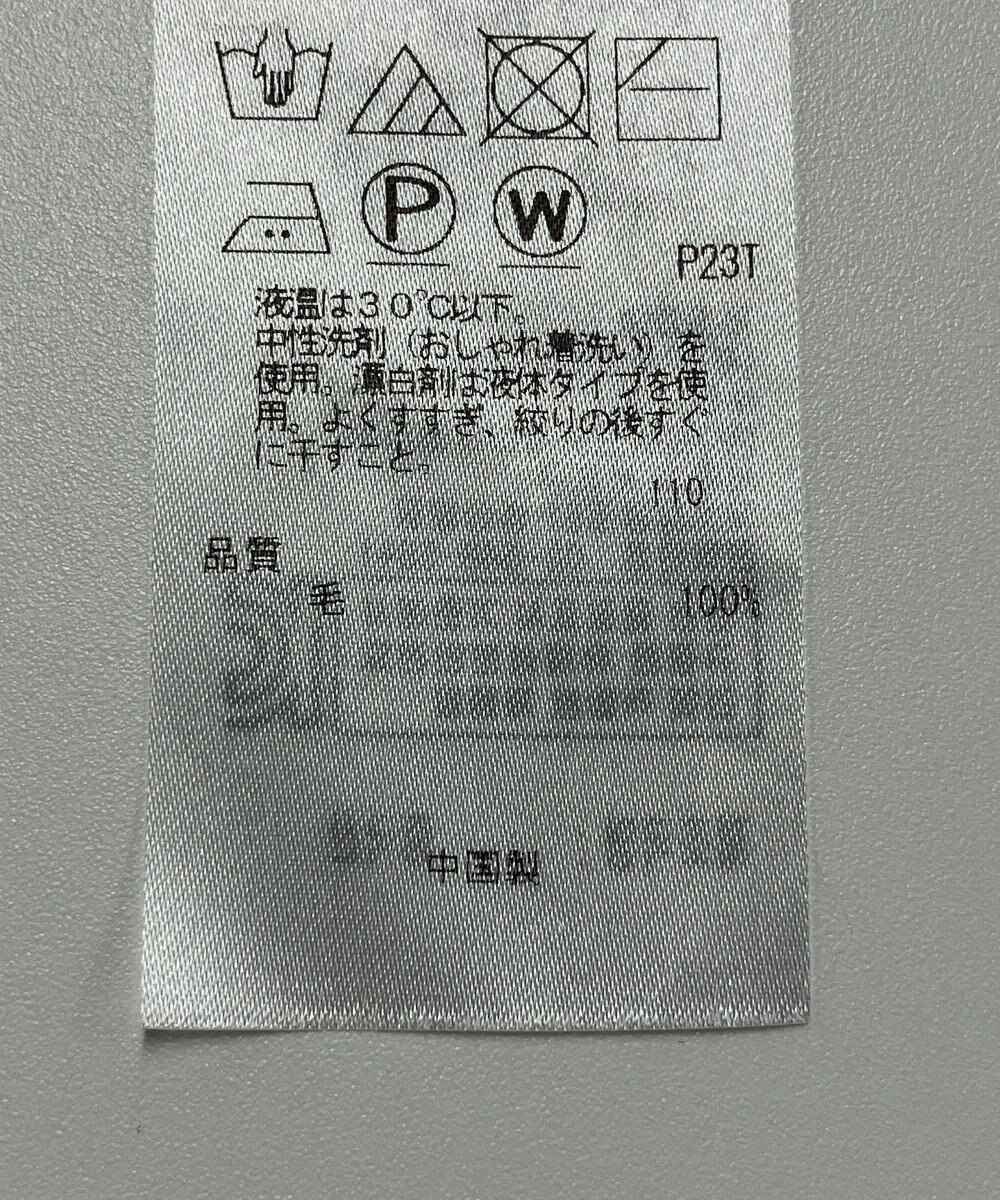 P W
P23T
液温は30℃以下。
中性洗剤(おしゃれ着洗い)を
使用。漂白剤は液体タイプを使
用。よくすすぎ、絞りの後すぐ
に干すこと。
110
品質
毛 100%
中国製